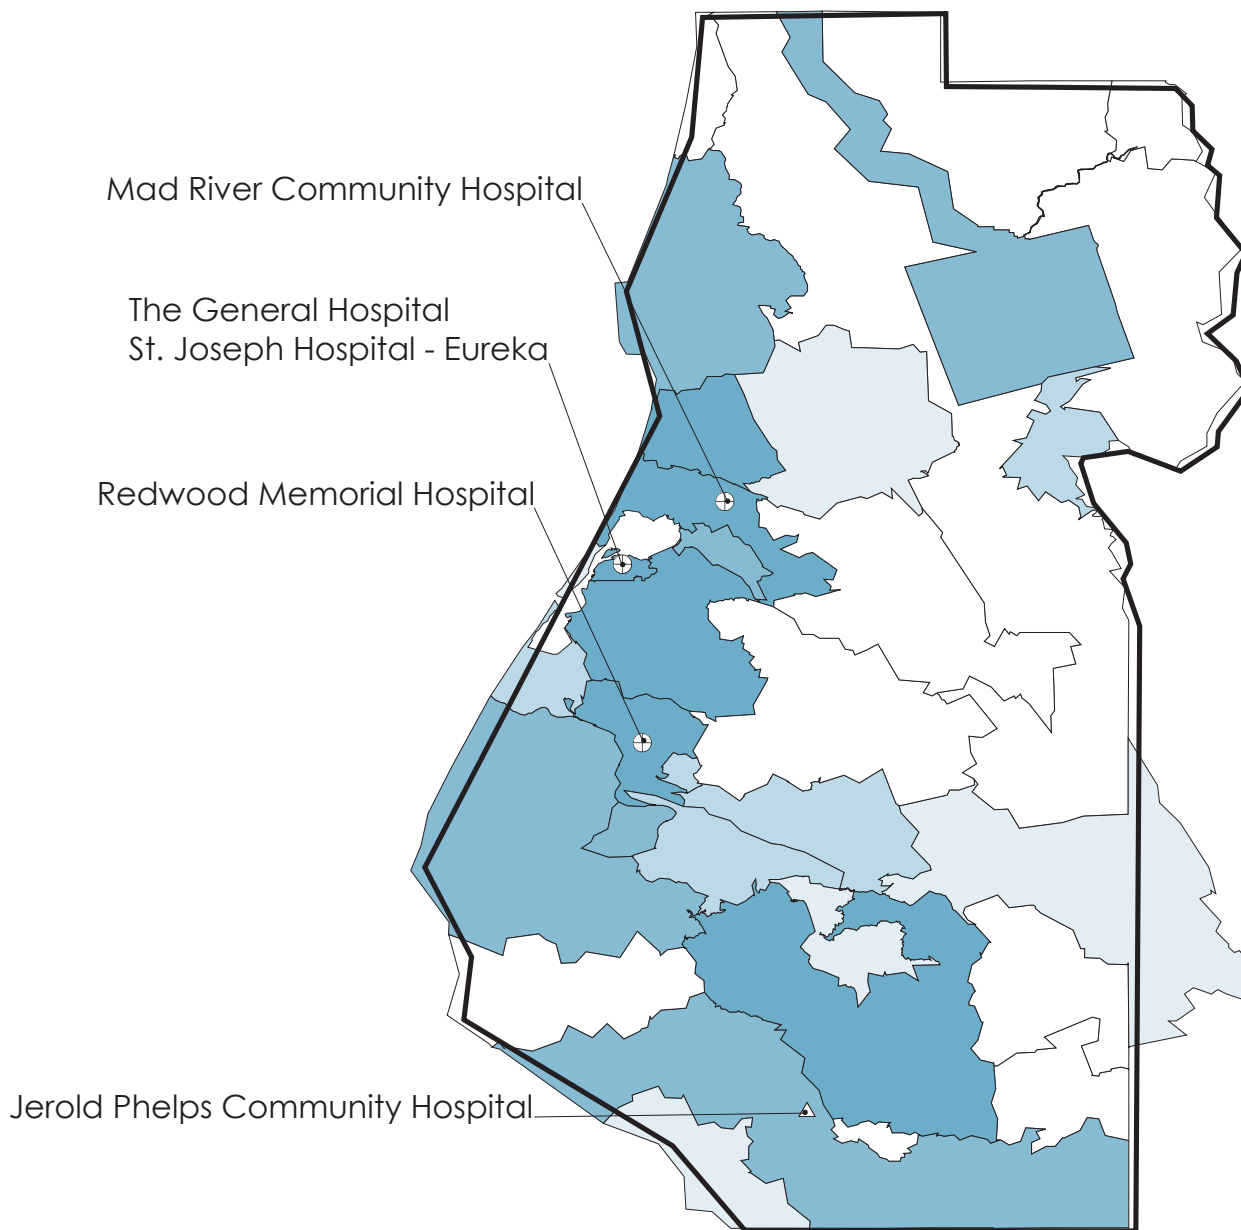 Mad River Community Hospital
The General Hospital
St. Joseph Hospital - Eureka
Redwood Memorial Hospital
Jerold Phelps Community Hospital